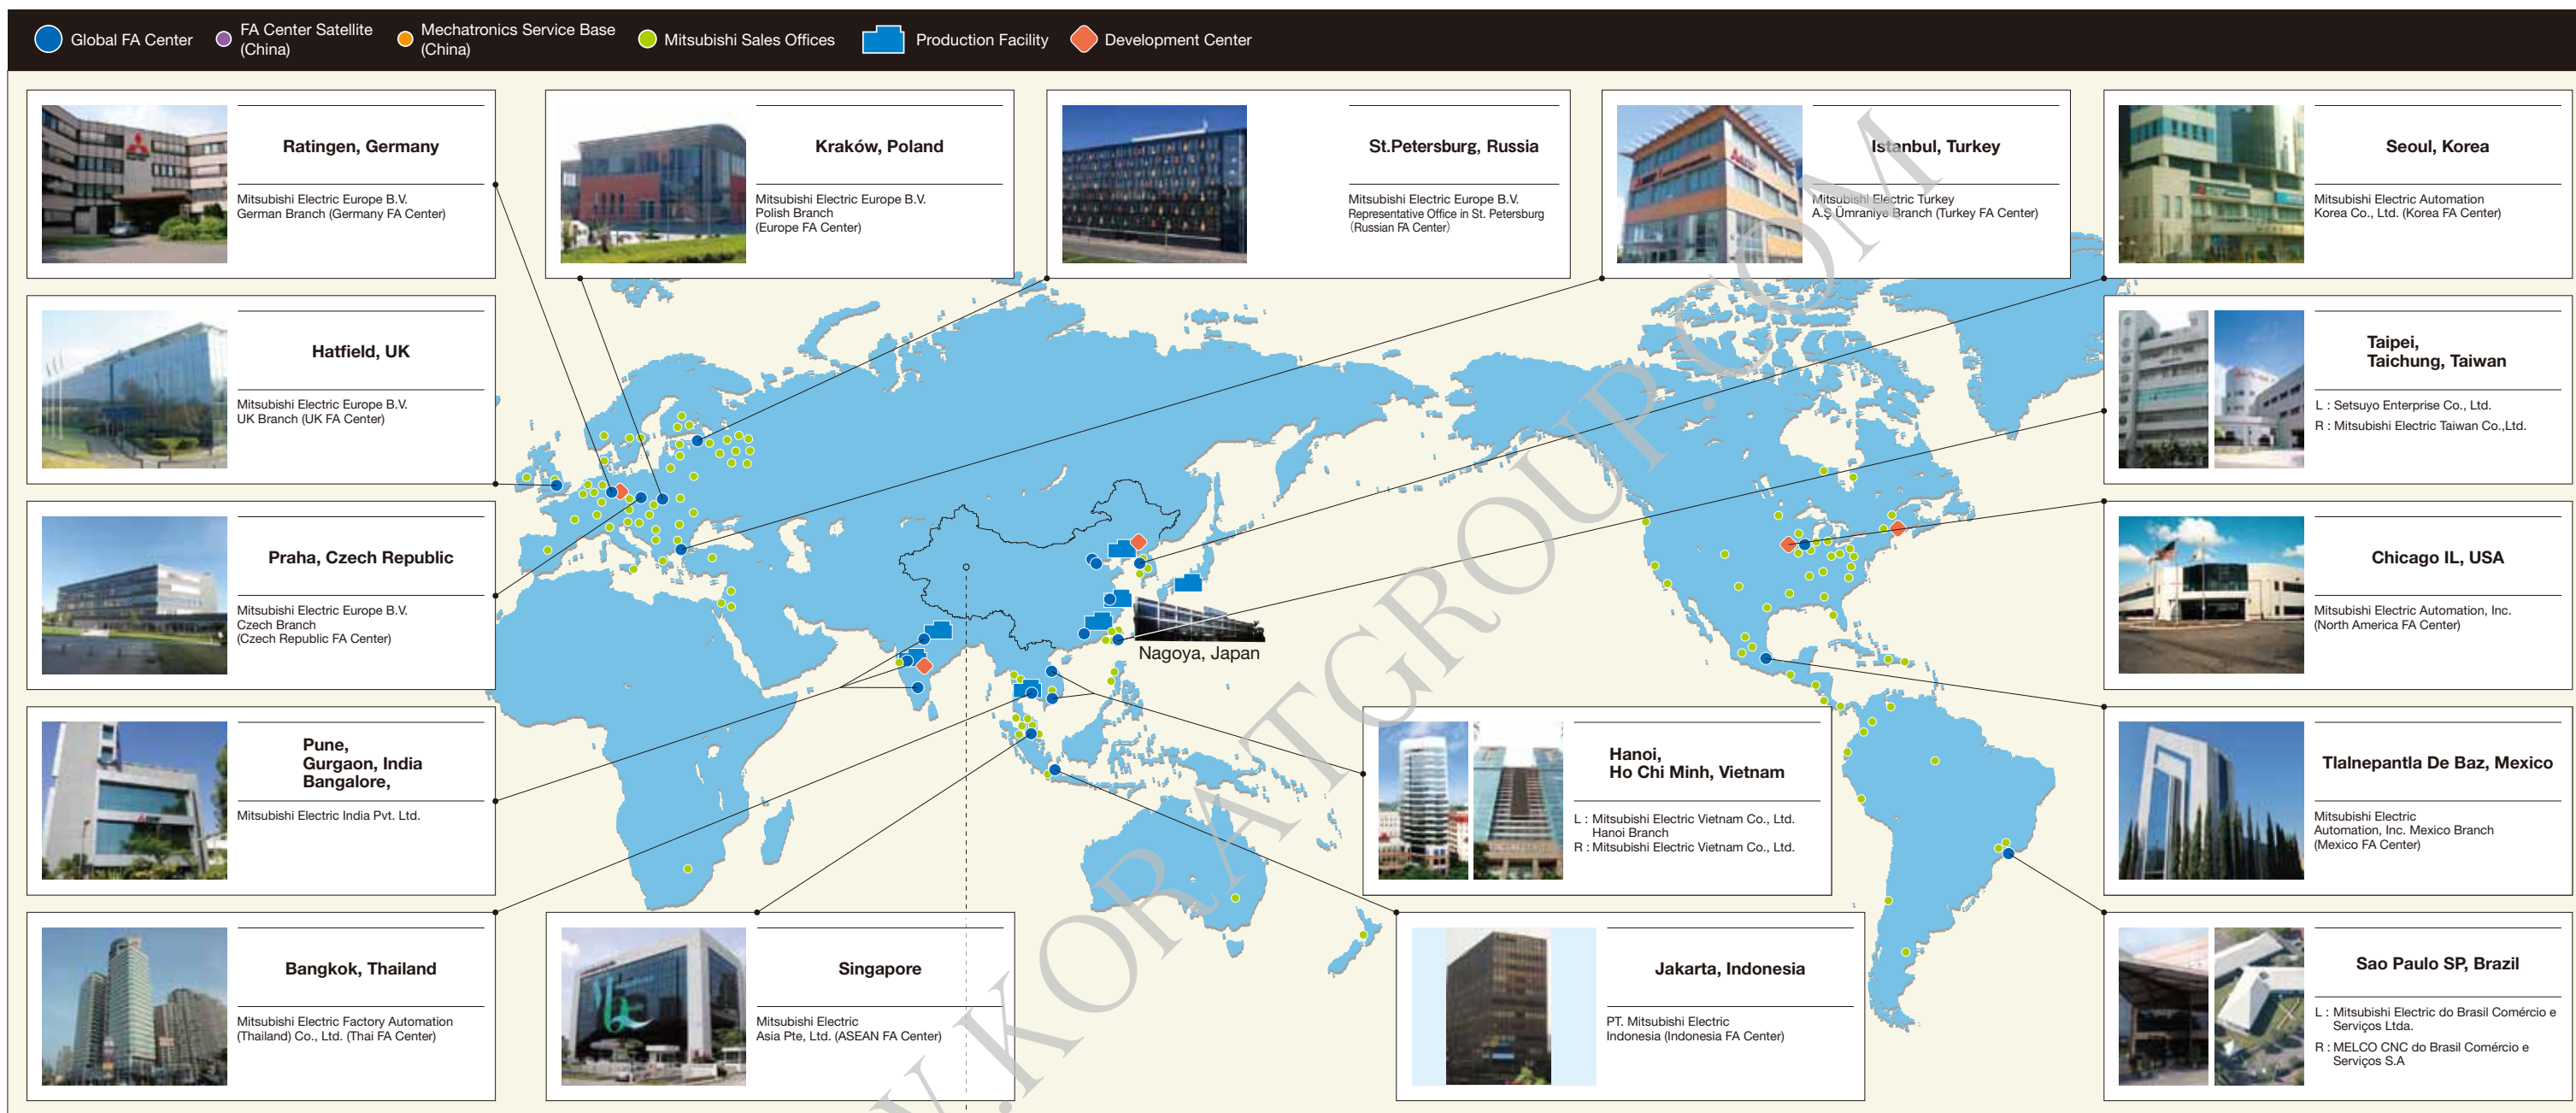 Global FA Center
FA Center Satellite
(China)
Mechatronics Service Base
(China)
Mitsubishi Sales Offices
Production Facility
Development Center
Ratingen, Germany
Mitsubishi Electric Europe B.V.
German Branch (Germany FA Center)
Kraków, Poland
Mitsubishi Electric Europe B.V.
Polish Branch
(Europe FA Center)
St.Petersburg, Russia
Mitsubishi Electric Europe B.V.
Representative Office in St. Petersburg
(Russian FA Center)
Istanbul, Turkey
Mitsubishi Electric Turkey
A.Ş Ümraniye Branch (Turkey FA Center)
Seoul, Korea
Mitsubishi Electric Automation
Korea Co., Ltd. (Korea FA Center)
Hatfield, UK
Mitsubishi Electric Europe B.V.
UK Branch (UK FA Center)
Taipei,
Taichung, Taiwan
L : Setsuyo Enterprise Co., Ltd.
R : Mitsubishi Electric Taiwan Co.,Ltd.
Praha, Czech Republic
Mitsubishi Electric Europe B.V.
Czech Branch
(Czech Republic FA Center)
Chicago IL, USA
Mitsubishi Electric Automation, Inc.
(North America FA Center)
Nagoya, Japan
Pune,
Gurgaon, India
Bangalore,
Mitsubishi Electric India Pvt. Ltd.
Hanoi,
Ho Chi Minh, Vietnam
L : Mitsubishi Electric Vietnam Co., Ltd.
Hanoi Branch
R : Mitsubishi Electric Vietnam Co., Ltd.
Tlalnepantla De Baz, Mexico
Mitsubishi Electric
Automation, Inc. Mexico Branch
(Mexico FA Center)
Bangkok, Thailand
Mitsubishi Electric Factory Automation
(Thailand) Co., Ltd. (Thai FA Center)
Singapore
Mitsubishi Electric
Asia Pte, Ltd. (ASEAN FA Center)
Jakarta, Indonesia
PT. Mitsubishi Electric
Indonesia (Indonesia FA Center)
Sao Paulo SP, Brazil
L : Mitsubishi Electric do Brasil Comércio e
Serviços Ltda.
R : MELCO CNC do Brasil Comércio e
Serviços S.A
.KORATGROUP.COM